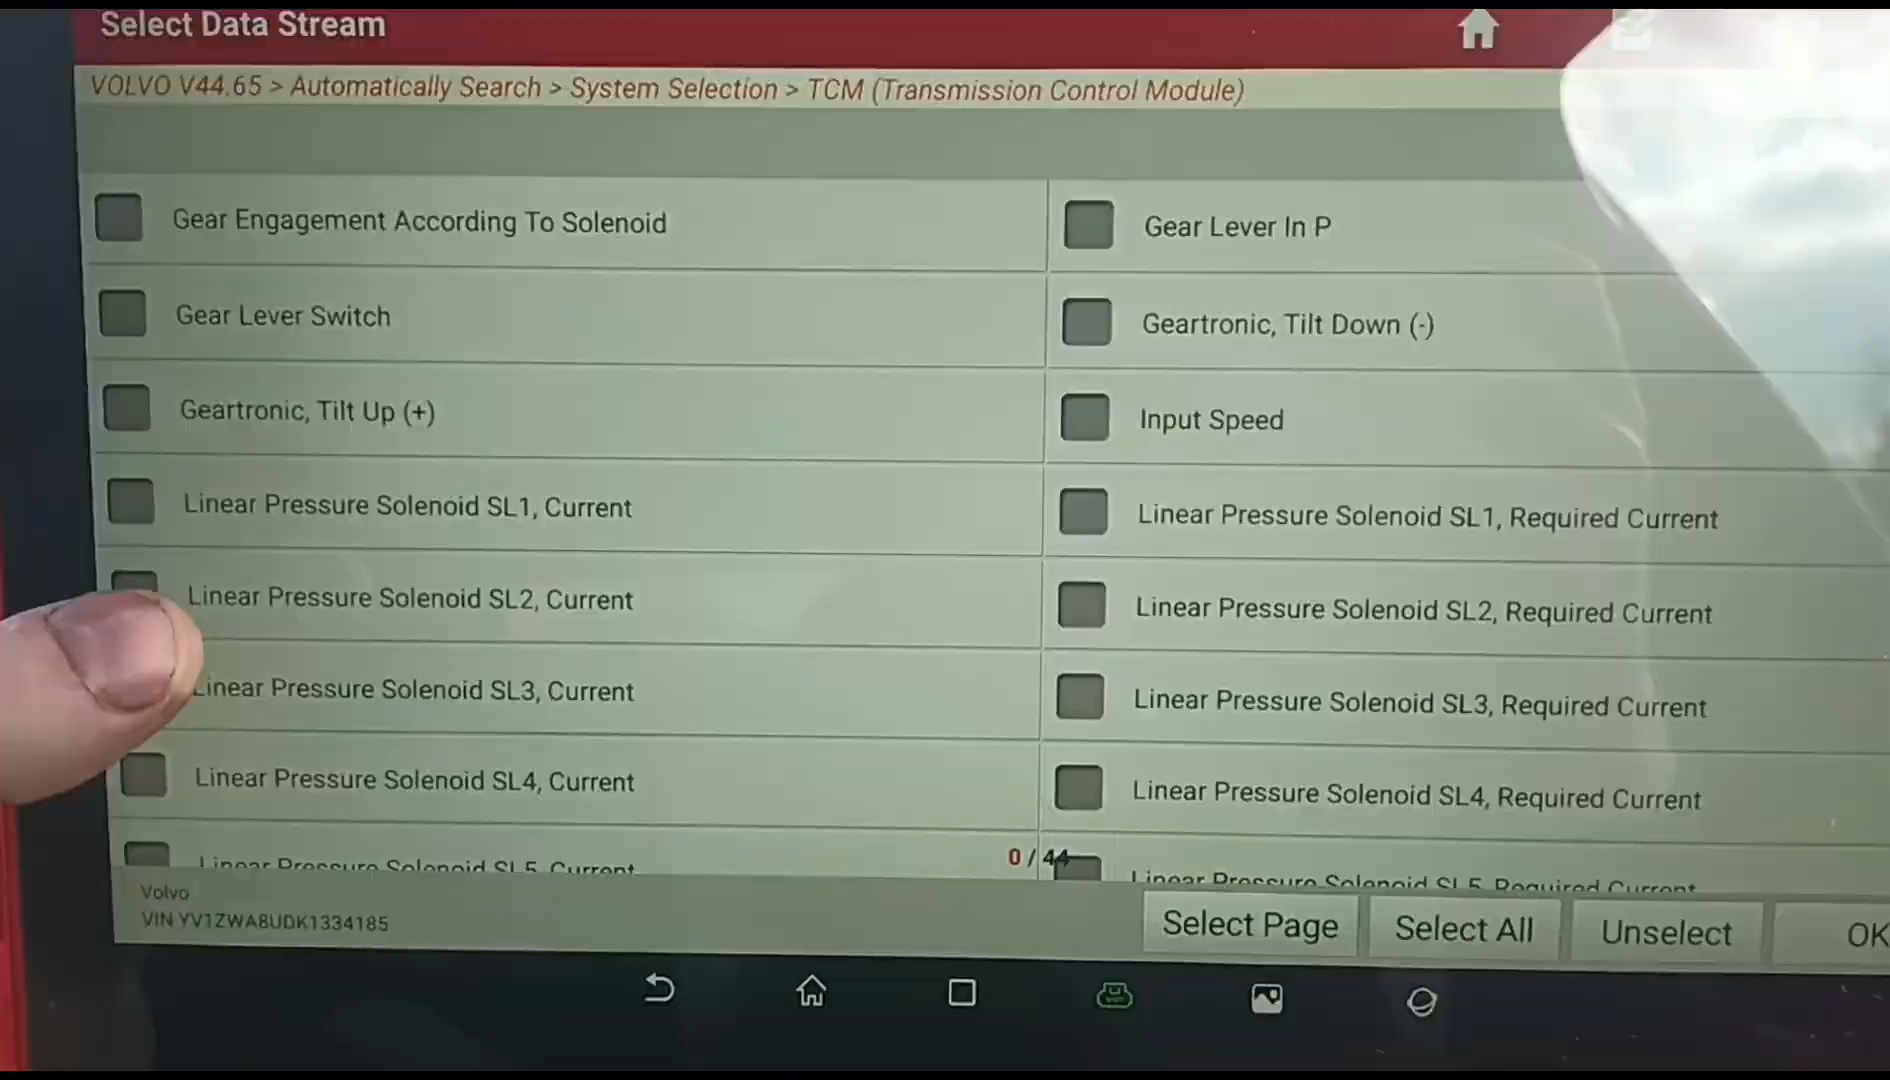 Select Data Stream
VOLVO V44.65 > Automatically Search > System Selection > TCM (Transmission Control Module)
Gear Engagement According To Solenoid
Gear Lever In P
Gear Lever Switch
Geartronic, Tilt Down (-)
Geartronic, Tilt Up (+)
Input Speed
Linear Pressure Solenoid SL1, Current
Linear Pressure Solenoid SL1, Required Current
Linear Pressure Solenoid SL2, Current
Linear Pressure Solenoid SL2, Required Current
Linear Pressure Solenoid SL3, Current
Linear Pressure Solenoid SL3, Required Current
Linear Pressure Solenoid SL4, Current
Linear Pressure Solenoid SL4, Required Current
Linear Pressure Solenoid SL5, Current
Linear Pressure Solenoid SL5, Required Current
0 / 44
Volvo
VIN YV1ZWA8UDK1334185
Select Page
Select All
Unselect
OK